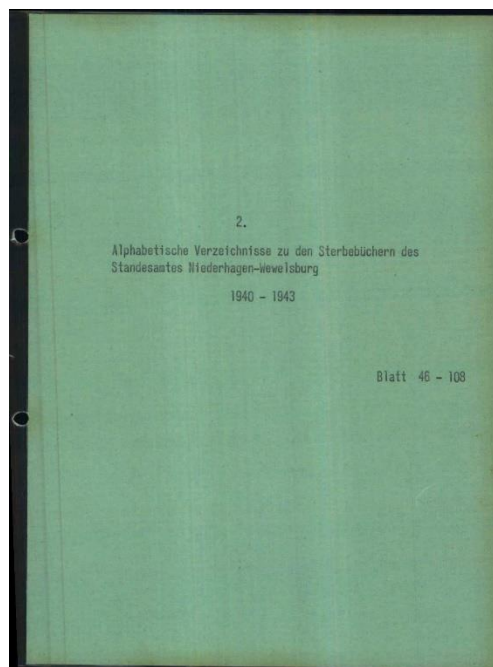 2.
Alphabetische Verzeichnisse zu den Sterbebüchern des
Standesamtes Niederhagen-Wewelsburg
1940 - 1943
Blatt 46 - 108